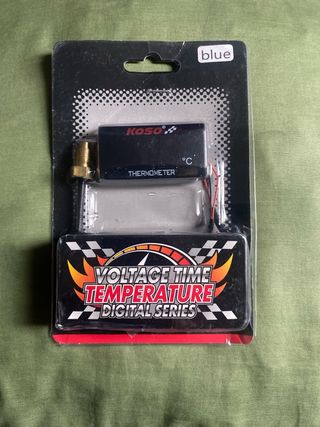 blue
KOSO
°C
THERMOMETER
VOLTAGE TIME
TEMPERATURE
DIGITAL SERIES